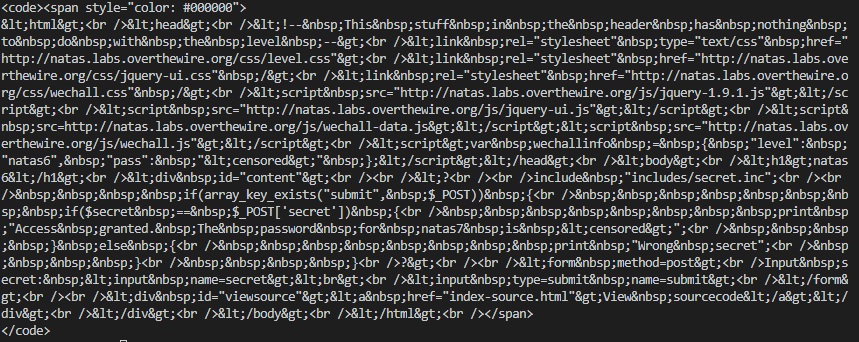 <code><span style="color: #000000">
&lt;html&gt;<br />&lt;head&gt;<br />&lt;!--&nbsp;This&nbsp;stuff&nbsp;in&nbsp;the&nbsp;header&nbsp;has&nbsp;nothing&nbsp;
to&nbsp;do&nbsp;with&nbsp;the&nbsp;level&nbsp;--&gt;<br />&lt;link&nbsp;rel="stylesheet"&nbsp;type="text/css"&nbsp;href="
http://natas.labs.overthewire.org/css/level.css"&gt;<br />&lt;link&nbsp;rel="stylesheet"&nbsp;href="http://natas.labs.ove
rthewire.org/css/jquery-ui.css"&nbsp;/&gt;<br />&lt;link&nbsp;rel="stylesheet"&nbsp;href="http://natas.labs.overthewire.o
rg/css/wechall.css"&nbsp;/&gt;<br />&lt;script&nbsp;src="http://natas.labs.overthewire.org/js/jquery-1.9.1.js"&gt;&lt;/sc
ript&gt;<br />&lt;script&nbsp;src="http://natas.labs.overthewire.org/js/jquery-ui.js"&gt;&lt;/script&gt;<br />&lt;script&
nbsp;src=http://natas.labs.overthewire.org/js/wechall-data.js&gt;&lt;/script&gt;&lt;script&nbsp;src="http://natas.labs.ov
erthewire.org/js/wechall.js"&gt;&lt;/script&gt;<br />&lt;script&gt;var&nbsp;wechallinfo&nbsp;=&nbsp;{&nbsp;"level":&nbsp;
"natas6",&nbsp;"pass":&nbsp;"&lt;censored&gt;"&nbsp;};&lt;/script&gt;&lt;/head&gt;<br />&lt;body&gt;<br />&lt;h1&gt;natas
6&lt;/h1&gt;<br />&lt;div&nbsp;id="content"&gt;<br /><br />&lt;?<br /><br />include&nbsp;"includes/secret.inc";<br /><br 
/>&nbsp;&nbsp;&nbsp;&nbsp;if(array_key_exists("submit",&nbsp;$_POST))&nbsp;{<br />&nbsp;&nbsp;&nbsp;&nbsp;&nbsp;&nbsp;&nb
sp;&nbsp;if($secret&nbsp;==&nbsp;$_POST['secret'])&nbsp;{<br />&nbsp;&nbsp;&nbsp;&nbsp;&nbsp;&nbsp;&nbsp;&nbsp;print&nbsp
;"Access&nbsp;granted.&nbsp;The&nbsp;password&nbsp;for&nbsp;natas7&nbsp;is&nbsp;&lt;censored&gt;";<br />&nbsp;&nbsp;&nbsp
;&nbsp;}&nbsp;else&nbsp;{<br />&nbsp;&nbsp;&nbsp;&nbsp;&nbsp;&nbsp;&nbsp;&nbsp;print&nbsp;"Wrong&nbsp;secret";<br />&nbsp
;&nbsp;&nbsp;&nbsp;}<br />&nbsp;&nbsp;&nbsp;&nbsp;}<br />?&gt;<br /><br />&lt;form&nbsp;method=post&gt;<br />Input&nbsp;s
ecret:&nbsp;&lt;input&nbsp;name=secret&gt;&lt;br&gt;<br />&lt;input&nbsp;type=submit&nbsp;name=submit&gt;<br />&lt;/form&
gt;<br /><br />&lt;div&nbsp;id="viewsource"&gt;&lt;a&nbsp;href="index-source.html"&gt;View&nbsp;sourcecode&lt;/a&gt;&lt;/
div&gt;<br />&lt;/div&gt;<br />&lt;/body&gt;<br />&lt;/html&gt;<br /></span>
</code>